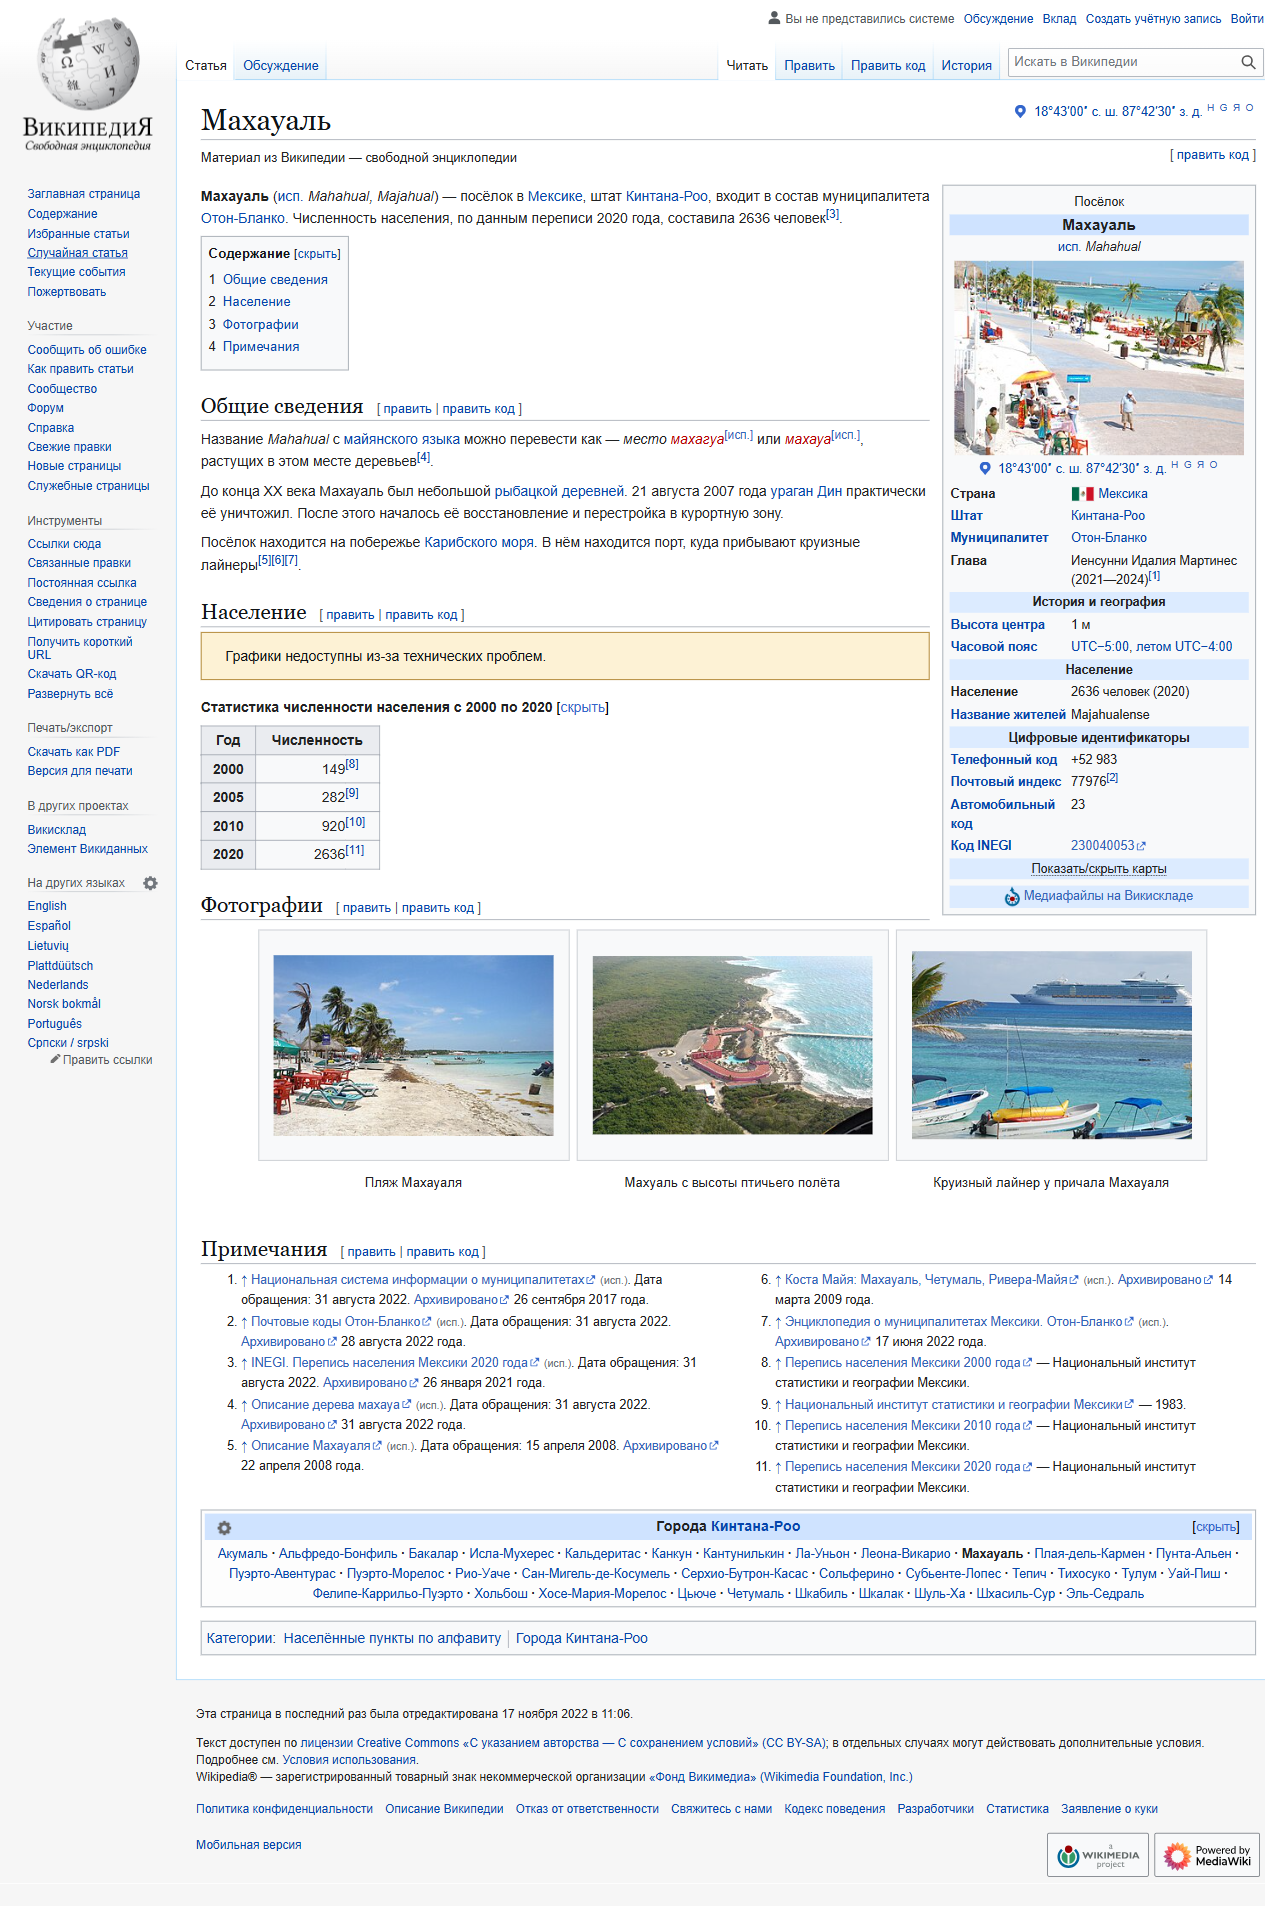 Вы не представились системе Обсуждение Вклад Создать учётную запись Войти
Статья Обсуждение Читать Править Править код История Искать в Википедии
ВикипедиЯ
Свободная энциклопедия
Заглавная страница
Содержание
Избранные статьи
Случайная статья
Текущие события
Пожертвовать
Участие
Сообщить об ошибке
Как править статьи
Сообщество
Форум
Справка
Свежие правки
Новые страницы
Служебные страницы
Инструменты
Ссылки сюда
Связанные правки
Постоянная ссылка
Сведения о странице
Цитировать страницу
Получить короткий
URL
Скачать QR-код
Развернуть всё
Печать/экспорт
Скачать как PDF
Версия для печати
В других проектах
Викисклад
Элемент Викиданных
На других языках
English
Español
Lietuvių
Plattdüütsch
Nederlands
Norsk bokmål
Português
Српски / srpski
Править ссылки
Махауаль
18°43′00″ с. ш. 87°42′30″ з. д. H G Я O
Материал из Википедии — свободной энциклопедии
[ править код ]
Махауаль (исп. Mahahual, Majahual) — посёлок в Мексике, штат Кинтана-Роо, входит в состав муниципалитета
Отон-Бланко. Численность населения, по данным переписи 2020 года, составила 2636 человек[3].
Содержание [скрыть]
1 Общие сведения
2 Население
3 Фотографии
4 Примечания
Общие сведения [ править | править код ]
Название Mahahual с майянского языка можно перевести как — место махагуа[исп.] или махауа[исп.],
растущих в этом месте деревьев[4].
До конца XX века Махауаль был небольшой рыбацкой деревней. 21 августа 2007 года ураган Дин практически
её уничтожил. После этого началось её восстановление и перестройка в курортную зону.
Посёлок находится на побережье Карибского моря. В нём находится порт, куда прибывают круизные
лайнеры[5][6][7].
Население [ править | править код ]
Графики недоступны из-за технических проблем.
Статистика численности населения с 2000 по 2020 [скрыть]
Год Численность
2000 149[8]
2005 282[9]
2010 920[10]
2020 2636[11]
Посёлок
Махауаль
исп. Mahahual
18°43′00″ с. ш. 87°42′30″ з. д. H G Я O
Страна Мексика
Штат Кинтана-Роо
Муниципалитет Отон-Бланко
Глава Иенсунни Идалия Мартинес
(2021—2024)[1]
История и география
Высота центра 1 м
Часовой пояс UTC−5:00, летом UTC−4:00
Население
Население 2636 человек (2020)
Название жителей Majahualense
Цифровые идентификаторы
Телефонный код +52 983
Почтовый индекс 77976[2]
Автомобильный 23
код
Код INEGI 230040053
Показать/скрыть карты
Медиафайлы на Викискладе
Фотографии [ править | править код ]
Пляж Махауаля
Махуаль с высоты птичьего полёта
Круизный лайнер у причала Махауаля
Примечания [ править | править код ]
1. ↑ Национальная система информации о муниципалитетах (исп.). Дата
обращения: 31 августа 2022. Архивировано 26 сентября 2017 года.
2. ↑ Почтовые коды Отон-Бланко (исп.). Дата обращения: 31 августа 2022.
Архивировано 28 августа 2022 года.
3. ↑ INEGI. Перепись населения Мексики 2020 года (исп.). Дата обращения: 31
августа 2022. Архивировано 26 января 2021 года.
4. ↑ Описание дерева махауа (исп.). Дата обращения: 31 августа 2022.
Архивировано 31 августа 2022 года.
5. ↑ Описание Махауаля (исп.). Дата обращения: 15 апреля 2008. Архивировано
22 апреля 2008 года.
6. ↑ Коста Майя: Махауаль, Четумаль, Ривера-Майя (исп.). Архивировано 14
марта 2009 года.
7. ↑ Энциклопедия о муниципалитетах Мексики. Отон-Бланко (исп.).
Архивировано 17 июня 2022 года.
8. ↑ Перепись населения Мексики 2000 года — Национальный институт
статистики и географии Мексики.
9. ↑ Национальный институт статистики и географии Мексики — 1983.
10. ↑ Перепись населения Мексики 2010 года — Национальный институт
статистики и географии Мексики.
11. ↑ Перепись населения Мексики 2020 года — Национальный институт
статистики и географии Мексики.
Города Кинтана-Роо [скрыть]
Акумаль · Альфредо-Бонфиль · Бакалар · Исла-Мухерес · Кальдеритас · Канкун · Кантунилькин · Ла-Уньон · Леона-Викарио · Махауаль · Плая-дель-Кармен · Пунта-Альен ·
Пуэрто-Авентурас · Пуэрто-Морелос · Рио-Уаче · Сан-Мигель-де-Косумель · Серхио-Бутрон-Касас · Сольферино · Субьенте-Лопес · Тепич · Тихосуко · Тулум · Уай-Пиш ·
Фелипе-Каррильо-Пуэрто · Хольбош · Хосе-Мария-Морелос · Цьюче · Четумаль · Шкабиль · Шкалак · Шуль-Ха · Шхасиль-Сур · Эль-Седраль
Категории: Населённые пункты по алфавиту | Города Кинтана-Роо
Эта страница в последний раз была отредактирована 17 ноября 2022 в 11:06.
Текст доступен по лицензии Creative Commons «С указанием авторства — С сохранением условий» (CC BY-SA); в отдельных случаях могут действовать дополнительные условия.
Подробнее см. Условия использования.
Wikipedia® — зарегистрированный товарный знак некоммерческой организации «Фонд Викимедиа» (Wikimedia Foundation, Inc.)
Политика конфиденциальности Описание Википедии Отказ от ответственности Свяжитесь с нами Кодекс поведения Разработчики Статистика Заявление о куки
Мобильная версия
a
WIKIMEDIA
project
Powered by
MediaWiki